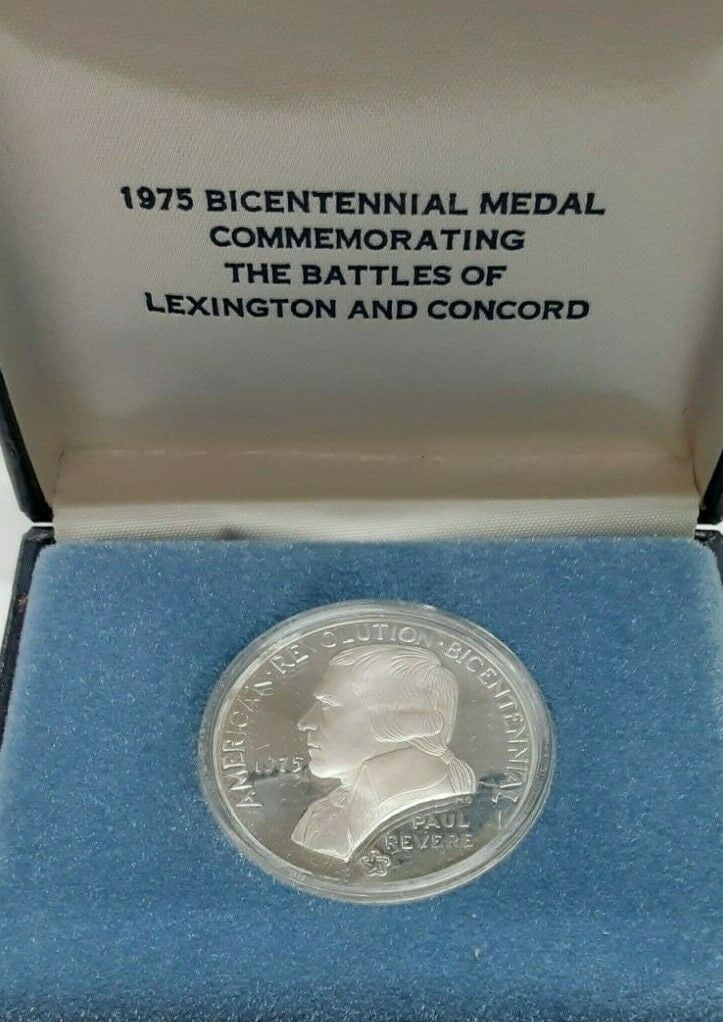 1975 BICENTENNIAL MEDAL
COMMEMORATING
THE BATTLES OF
LEXINGTON AND CONCORD
AMERICAN · REVOLUTION · BICENTENNIAL
1975
PAUL
REVERE